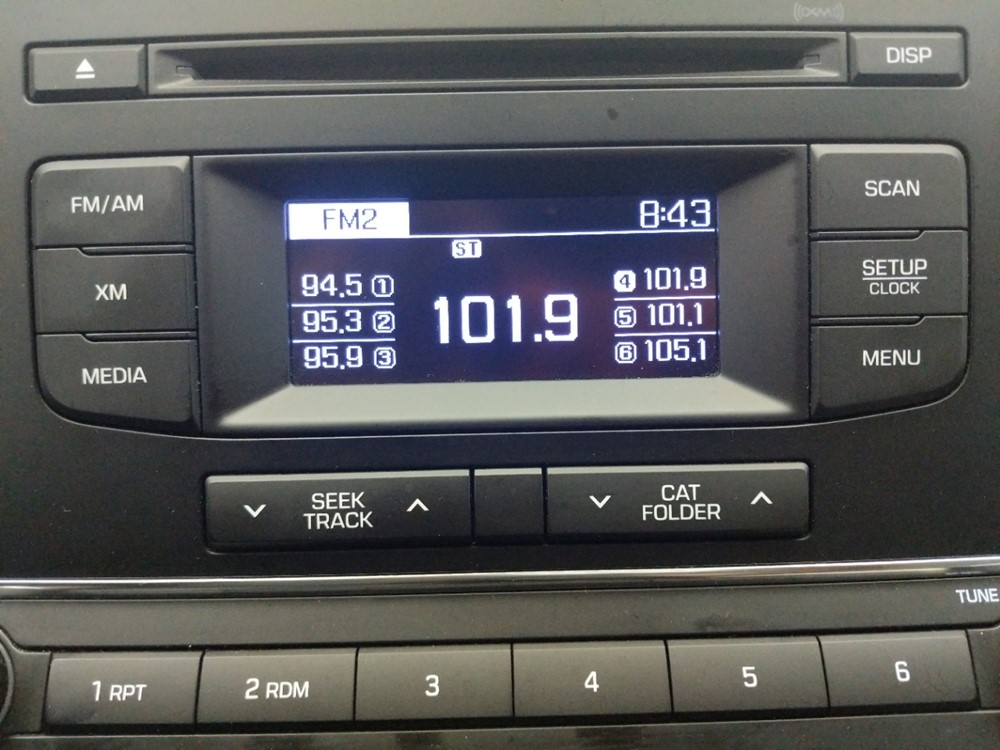 XM
DISP
FM/AM
XM
MEDIA
FM2
8:43
ST
94.5 1
95.3 2
95.9 3
101.9
4 101.9
5 101.1
6 105.1
SCAN
SETUP
CLOCK
MENU
SEEK
TRACK
CAT
FOLDER
TUNE
1 RPT
2 RDM
3
4
5
6